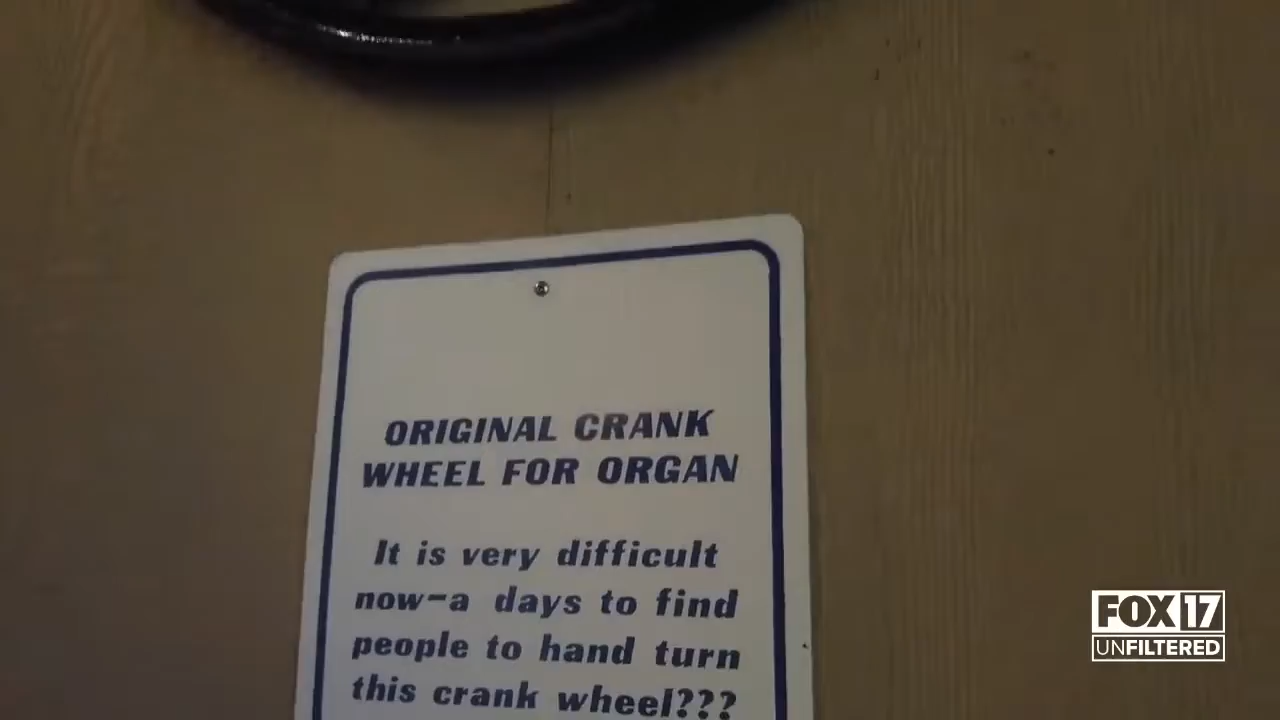 ORIGINAL CRANK
WHEEL FOR ORGAN
It is very difficult
now-a days to find
people to hand turn
this crank wheel???
FOX 17
UNFILTERED